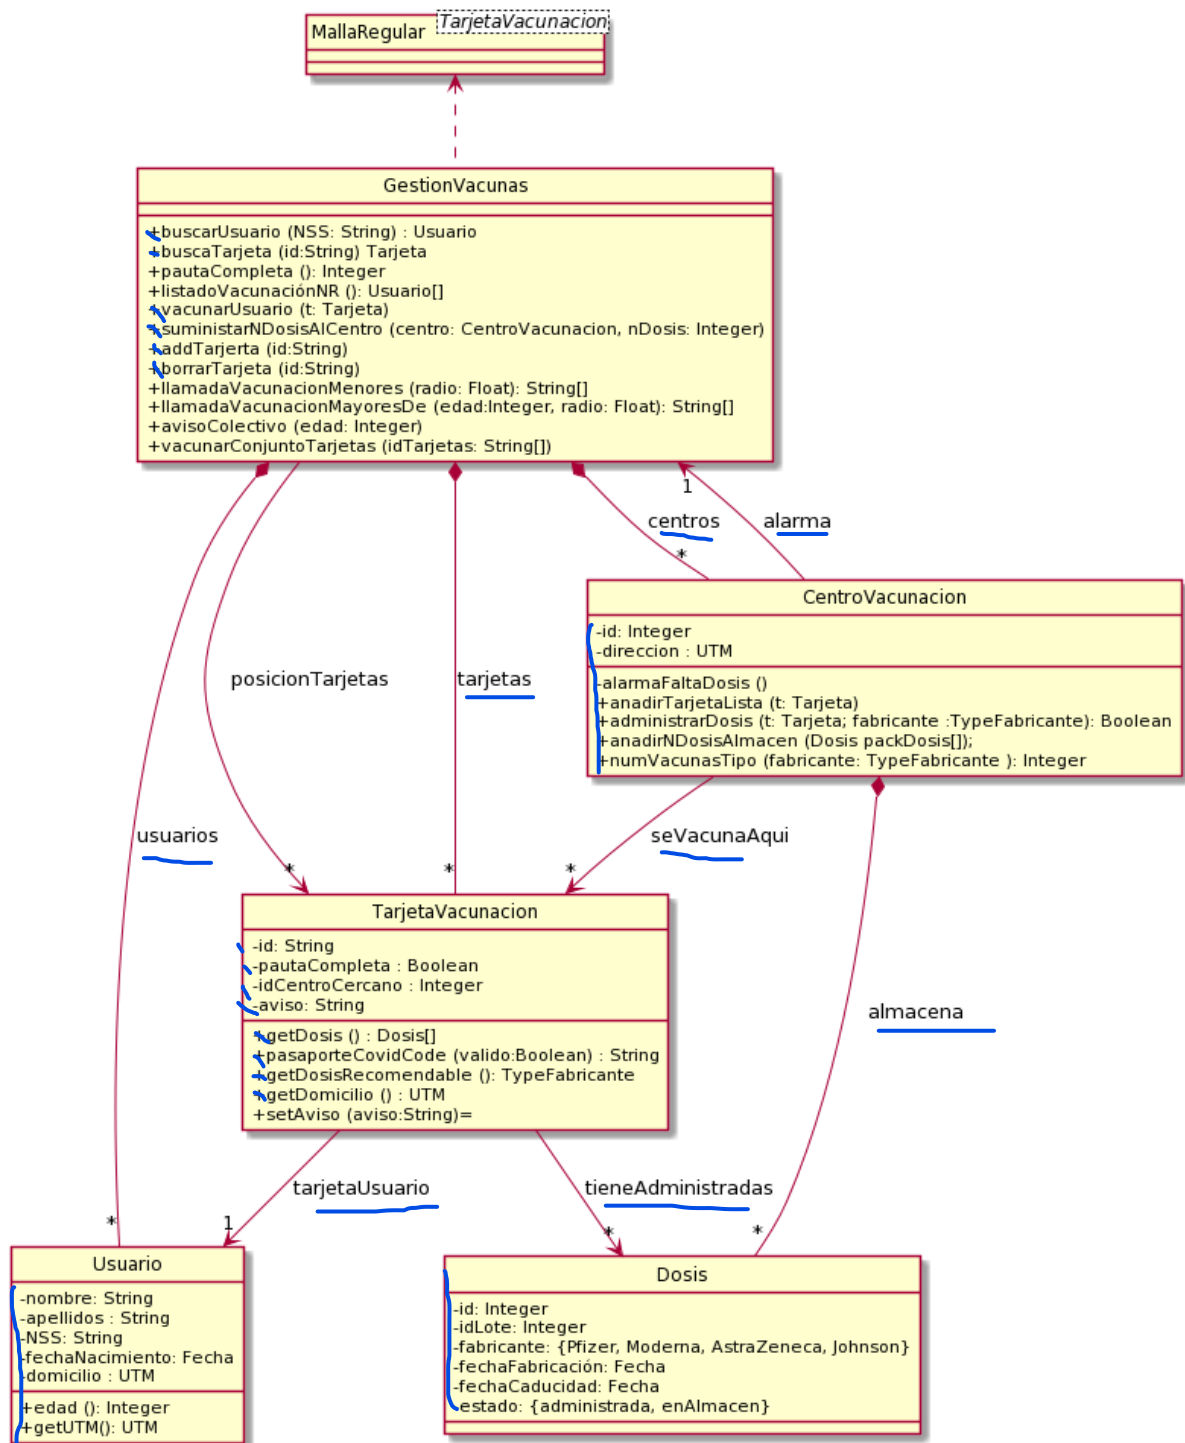 MallaRegular
TarjetaVacunacion
GestionVacunas
+buscarUsuario (NSS: String) : Usuario
+buscaTarjeta (id:String) Tarjeta
+pautaCompleta (): Integer
+listadoVacunaciónNR (): Usuario[]
+vacunarUsuario (t: Tarjeta)
+suministarNDosisAlCentro (centro: CentroVacunacion, nDosis: Integer)
+addTarjerta (id:String)
+borrarTarjeta (id:String)
+llamadaVacunacionMenores (radio: Float): String[]
+llamadaVacunacionMayoresDe (edad:Integer, radio: Float): String[]
+avisoColectivo (edad: Integer)
+vacunarConjuntoTarjetas (idTarjetas: String[])
1
centros
alarma
*
CentroVacunacion
-id: Integer
-direccion : UTM
-alarmaFaltaDosis ()
+anadirTarjetaLista (t: Tarjeta)
+administrarDosis (t: Tarjeta; fabricante :TypeFabricante): Boolean
+anadirNDosisAlmacen (Dosis packDosis[]);
+numVacunasTipo (fabricante: TypeFabricante ): Integer
posicionTarjetas
tarjetas
usuarios
seVacunaAqui
*
*
*
TarjetaVacunacion
-id: String
-pautaCompleta : Boolean
-idCentroCercano : Integer
-aviso: String
+getDosis () : Dosis[]
+pasaporteCovidCode (valido:Boolean) : String
+getDosisRecomendable (): TypeFabricante
+getDomicilio () : UTM
+setAviso (aviso:String)=
almacena
tarjetaUsuario
tieneAdministradas
*
1
*
*
Usuario
-nombre: String
-apellidos : String
-NSS: String
-fechaNacimiento: Fecha
-domicilio : UTM
+edad (): Integer
+getUTM(): UTM
Dosis
-id: Integer
-idLote: Integer
-fabricante: {Pfizer, Moderna, AstraZeneca, Johnson}
-fechaFabricación: Fecha
-fechaCaducidad: Fecha
-estado: {administrada, enAlmacen}